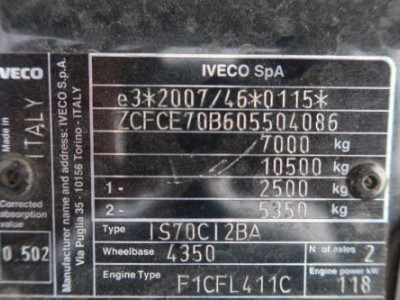 IVECO
IVECO SpA
e3*2007/46*0115*
ZCFCE70B605504086
7000 kg
10500 kg
1- 2500 kg
2- 5350 kg
Type IS70CI2BA
Wheelbase 4350 N of axles 2
Engine Type F1CFL411C Engine power kW 118
Made in ITALY
Corrected absorption value
0.502
Manufacturer name and address: IVECO S.p.A.
Via Puglia 35 - 10156 Torino - ITALY